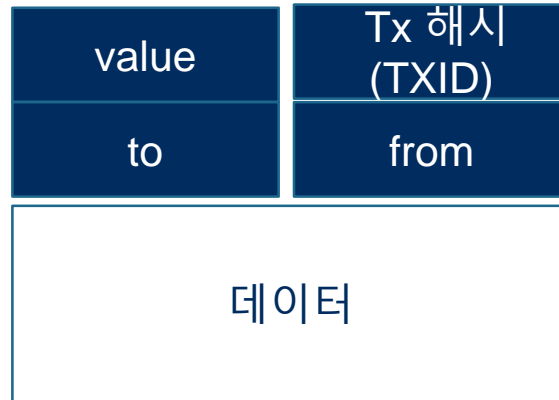 value
Tx 해시
(TXID)
to
from
데이터